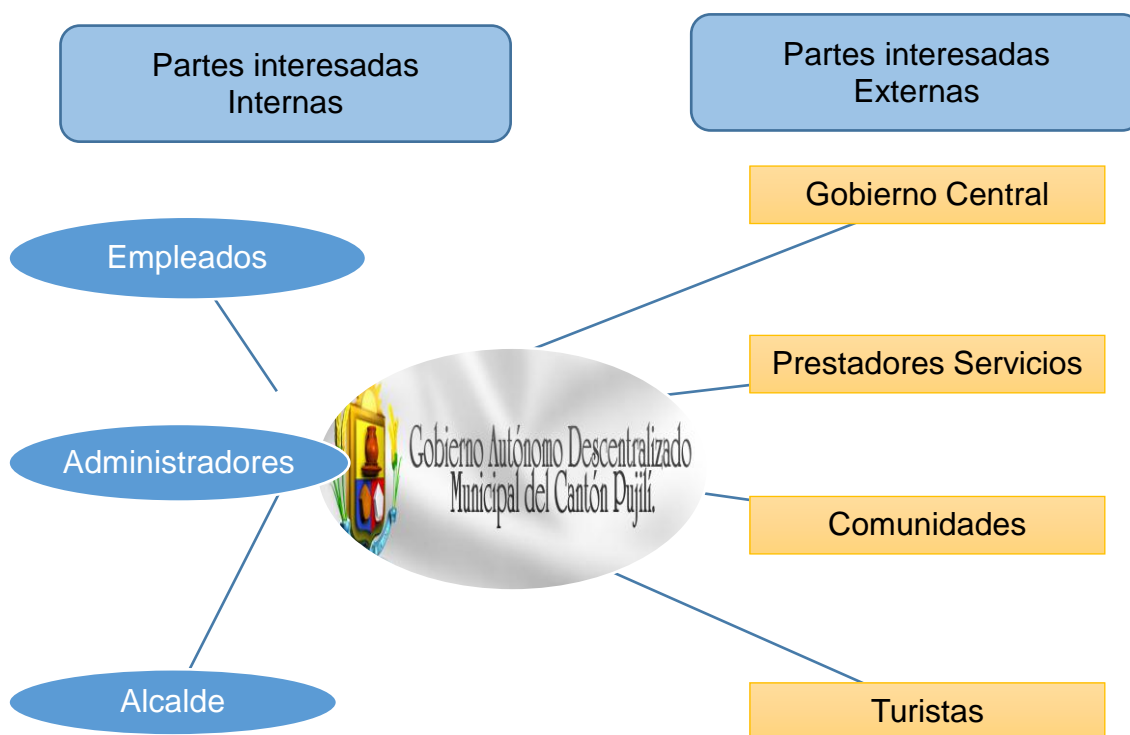 Partes interesadas
Internas
Partes interesadas
Externas
Gobierno Central
Empleados
Prestadores Servicios
Gobierno Autónomo Descentralizado
Municipal del Cantón Pujilí.
Administradores
Comunidades
Alcalde
Turistas